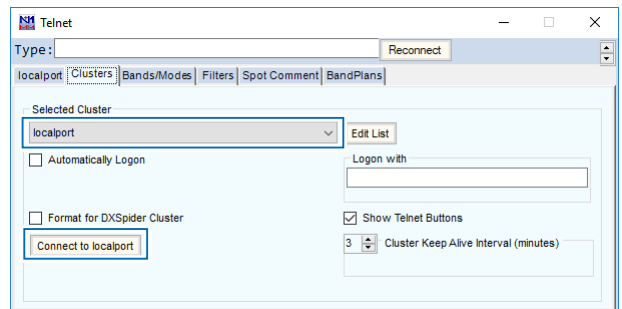 N1MM Telnet
Type: Reconnect
localport Clusters Bands/Modes Filters Spot Comment BandPlans
Selected Cluster
localport Edit List
Automatically Logon Logon with
Format for DXSpider Cluster Show Telnet Buttons
Connect to localport 3 Cluster Keep Alive Interval (minutes)